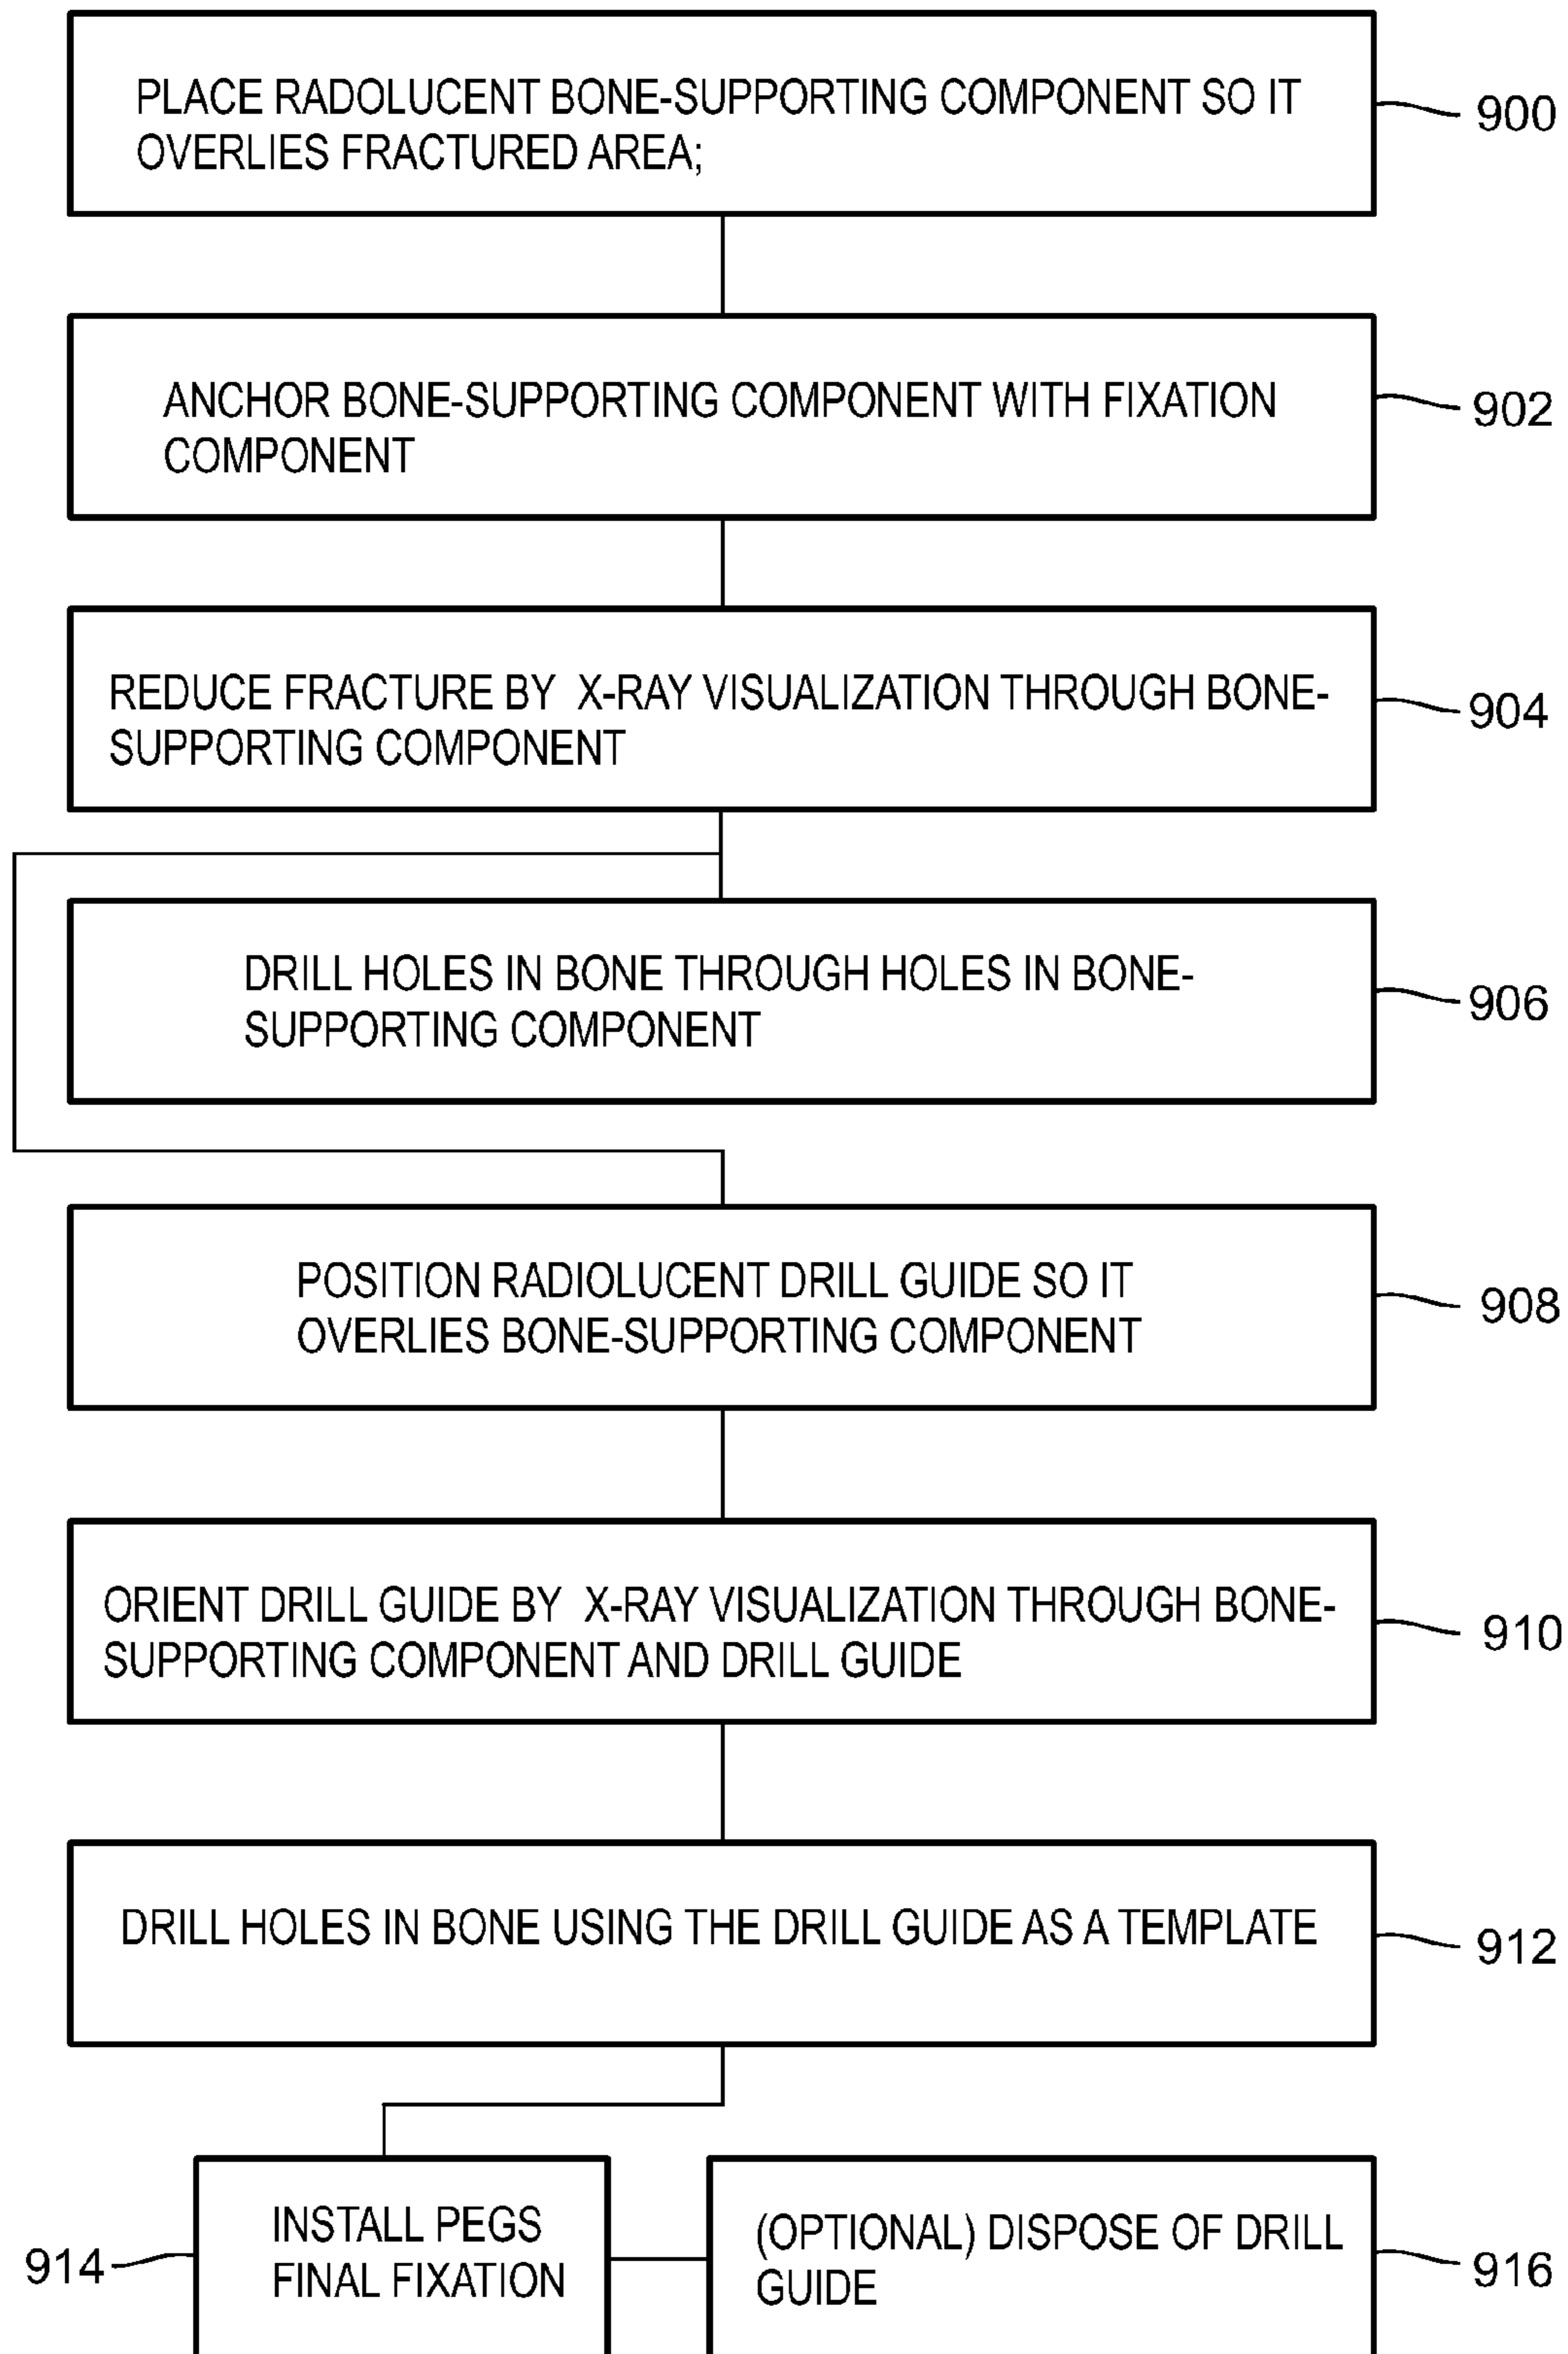 PLACE RADOLUCENT BONE-SUPPORTING COMPONENT SO IT
OVERLIES FRACTURED AREA;
900
ANCHOR BONE-SUPPORTING COMPONENT WITH FIXATION
COMPONENT
902
REDUCE FRACTURE BY X-RAY VISUALIZATION THROUGH BONE-
SUPPORTING COMPONENT
904
DRILL HOLES IN BONE THROUGH HOLES IN BONE-
SUPPORTING COMPONENT
906
POSITION RADIOLUCENT DRILL GUIDE SO IT
OVERLIES BONE-SUPPORTING COMPONENT
908
ORIENT DRILL GUIDE BY X-RAY VISUALIZATION THROUGH BONE-
SUPPORTING COMPONENT AND DRILL GUIDE
910
DRILL HOLES IN BONE USING THE DRILL GUIDE AS A TEMPLATE
912
914
INSTALL PEGS
FINAL FIXATION
(OPTIONAL) DISPOSE OF DRILL
GUIDE
916